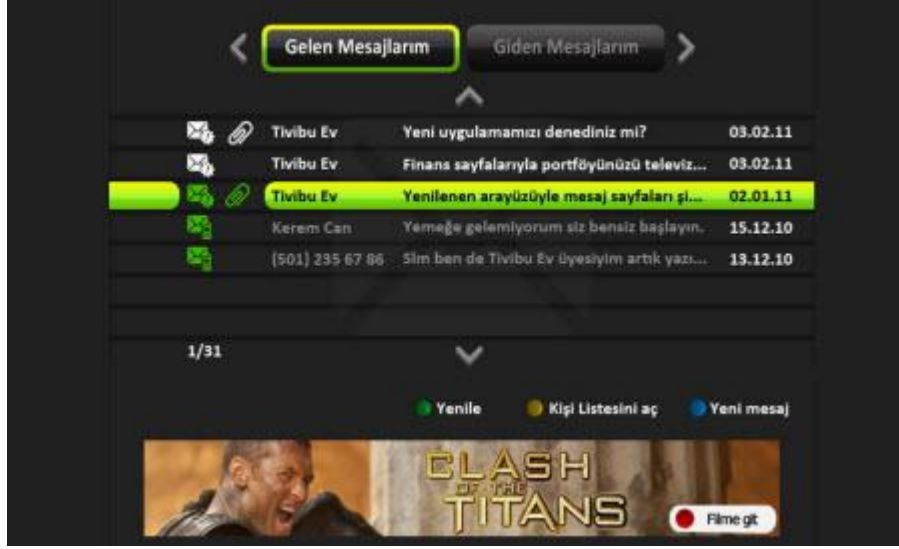 Gelen Mesajlarım Giden Mesajlarım
Tivibu Ev Yeni uygulamamızı denediniz mi? 03.02.11
Tivibu Ev Finans sayfalarıyla portföyünüzü televiz... 03.02.11
Tivibu Ev Yenilenen arayüzüyle mesaj sayfaları şi... 02.01.11
Kerem Can Yemeğe gelemiyorum siz bensiz başlayın. 15.12.10
(501) 235 67 86 Slm ben de Tivibu Ev üyesiyim artık yazı... 13.12.10
1/31
Yenile Kişi Listesini aç Yeni mesaj
CLASH
OF THE
TITANS
Filme git